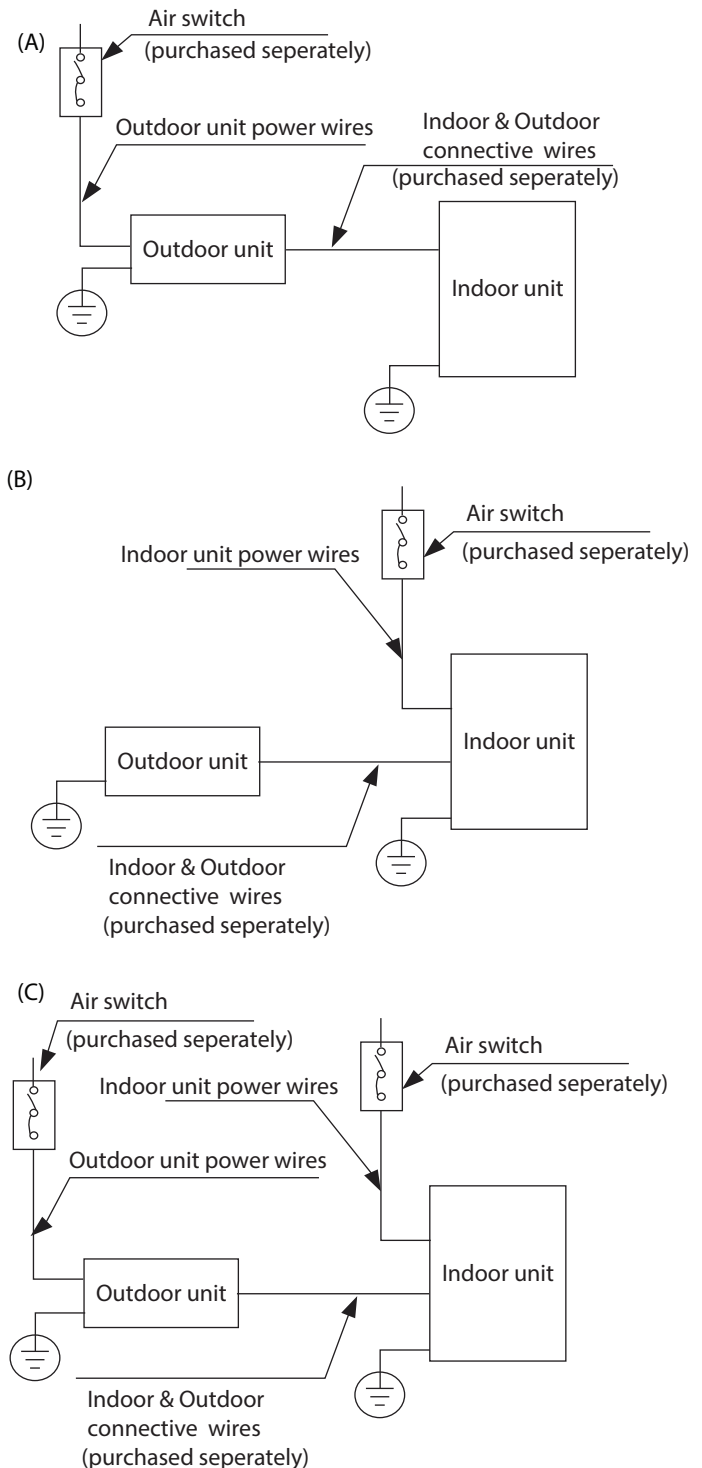 (A)
Air switch
(purchased seperately)
Outdoor unit power wires
Indoor & Outdoor
connective wires
(purchased seperately)
Outdoor unit
Indoor unit
(B)
Air switch
(purchased seperately)
Indoor unit power wires
Indoor unit
Outdoor unit
Indoor & Outdoor
connective wires
(purchased seperately)
(C)
Air switch
(purchased seperately)
Air switch
(purchased seperately)
Indoor unit power wires
Outdoor unit power wires
Indoor unit
Outdoor unit
Indoor & Outdoor
connective wires
(purchased seperately)